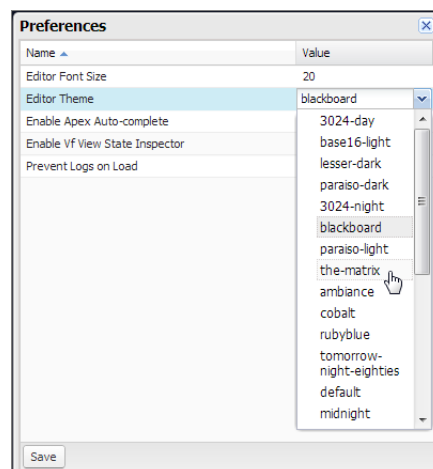 Preferences
Name Value
Editor Font Size 20
Editor Theme blackboard
Enable Apex Auto-complete
Enable Vf View State Inspector
Prevent Logs on Load
3024-day
base16-light
lesser-dark
paraiso-dark
3024-night
blackboard
paraiso-light
the-matrix
ambiance
cobalt
rubyblue
tomorrow-
night-eighties
default
midnight
Save